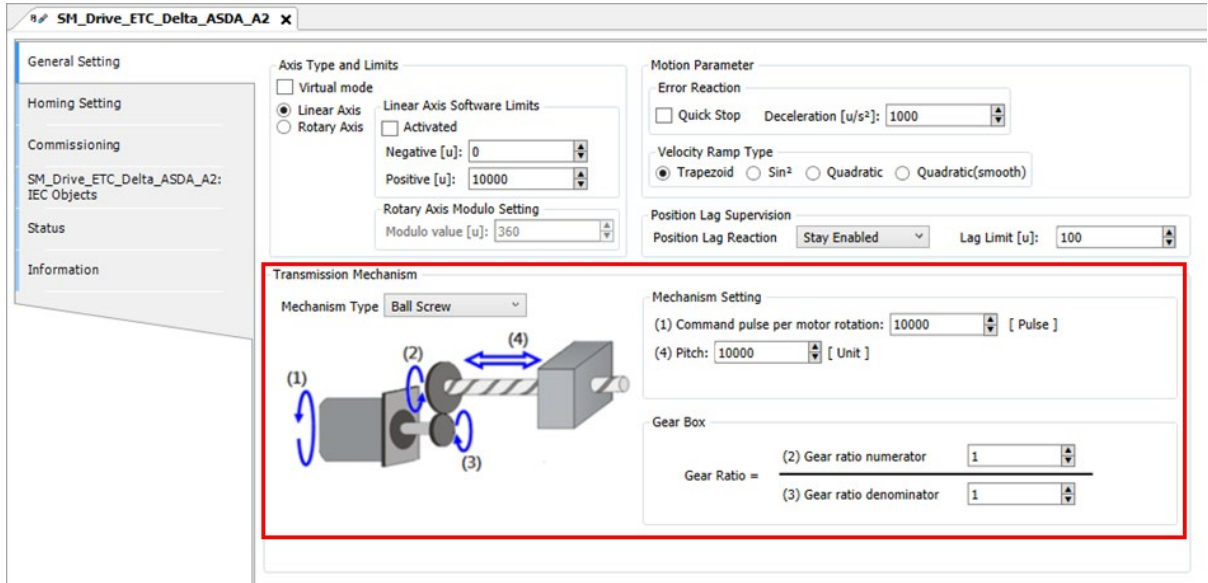 SM_Drive_ETC_Delta_ASDA_A2 X
General Setting
Homing Setting
Commissioning
SM_Drive_ETC_Delta_ASDA_A2:
IEC Objects
Status
Information
Axis Type and Limits
Virtual mode
Linear Axis
Rotary Axis
Linear Axis Software Limits
Activated
Negative [u]: 0
Positive [u]: 10000
Rotary Axis Modulo Setting
Modulo value [u]: 360
Motion Parameter
Error Reaction
Quick Stop Deceleration [u/s²]: 1000
Velocity Ramp Type
Trapezoid Sin² Quadratic Quadratic(smooth)
Position Lag Supervision
Position Lag Reaction Stay Enabled Lag Limit [u]: 100
Transmission Mechanism
Mechanism Type Ball Screw
(1)
(2)
(4)
(3)
Mechanism Setting
(1) Command pulse per motor rotation: 10000 [ Pulse ]
(4) Pitch: 10000 [ Unit ]
Gear Box
Gear Ratio =
(2) Gear ratio numerator 1
(3) Gear ratio denominator 1